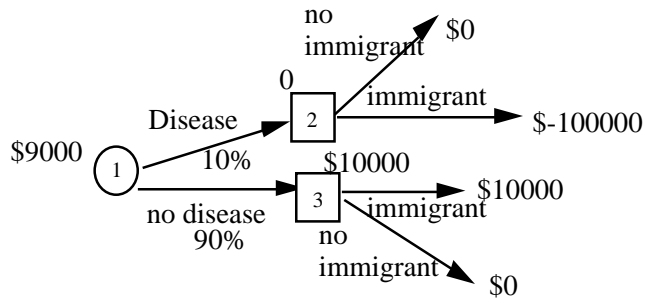 no
immigrant
$0
0
immigrant
2
$-100000
Disease
$9000
1
10%
$10000
3
$10000
immigrant
no disease
90%
no
immigrant
$0